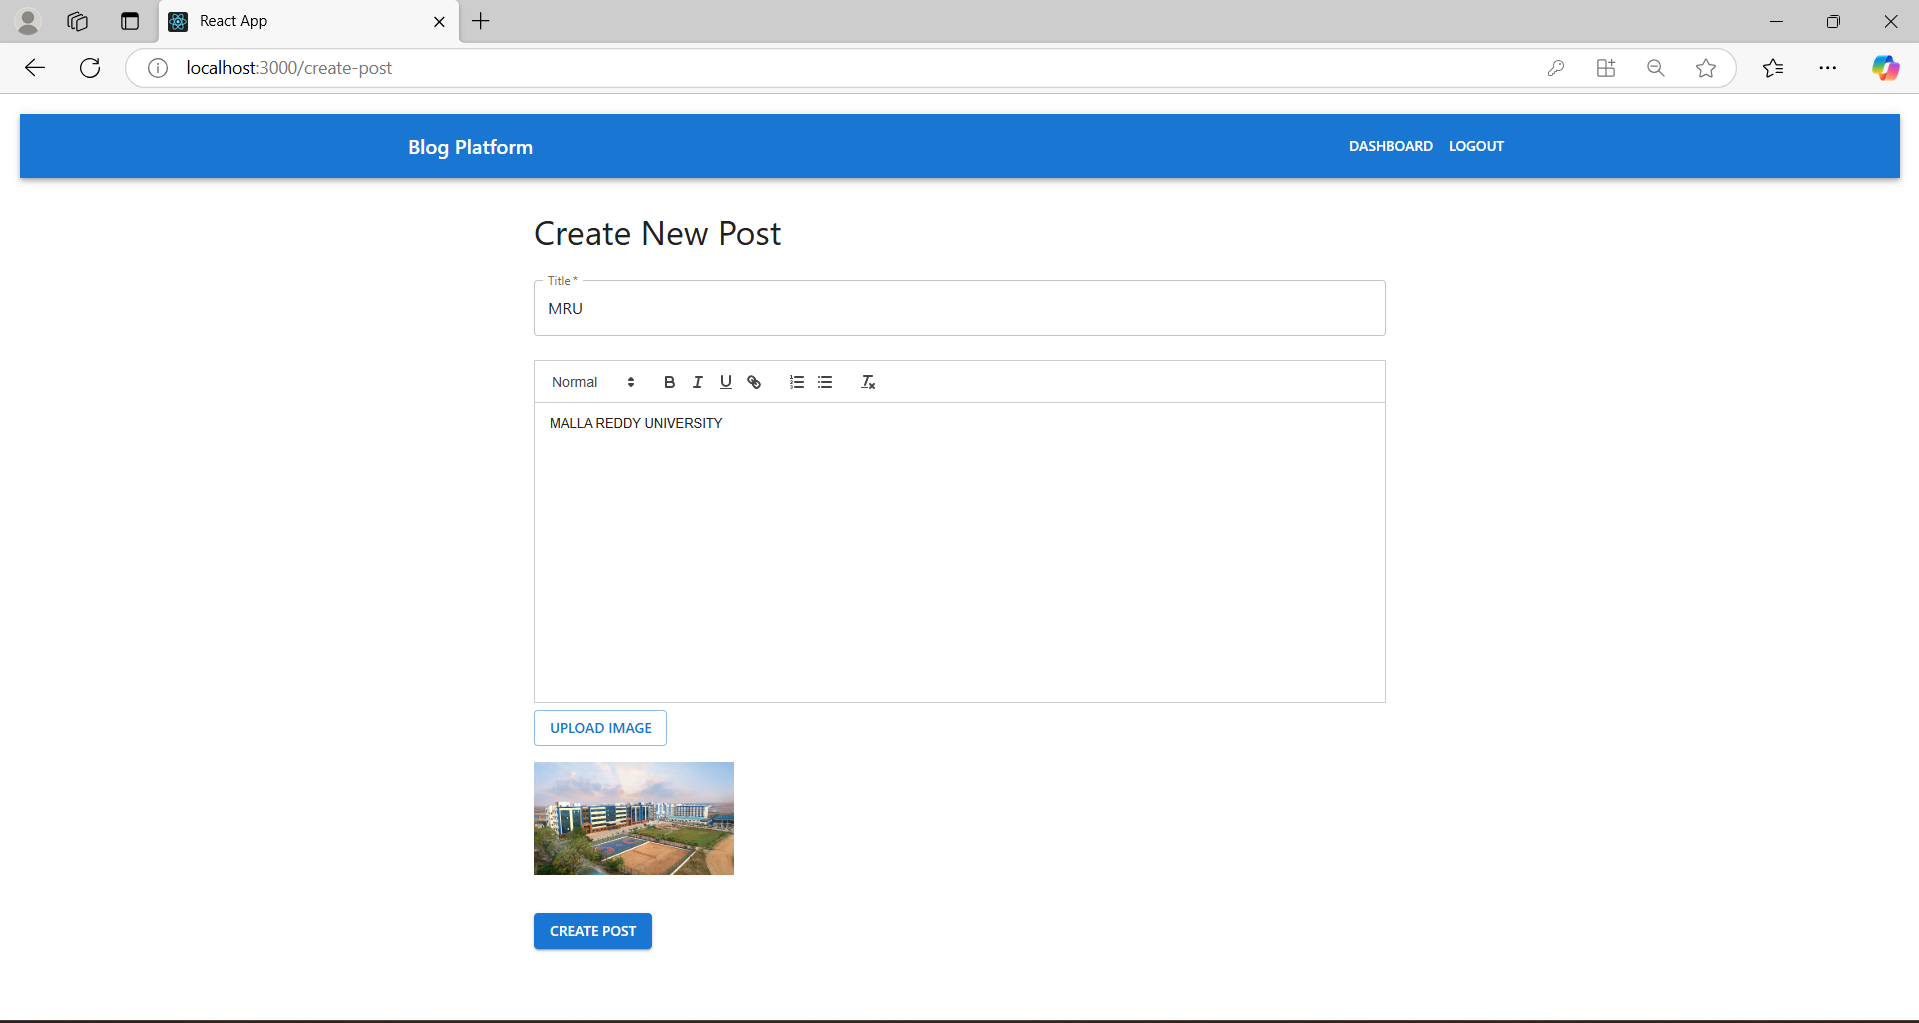 React App
localhost:3000/create-post
Blog Platform
DASHBOARD LOGOUT
Create New Post
Title *
MRU
Normal
MALLA REDDY UNIVERSITY
UPLOAD IMAGE
CREATE POST